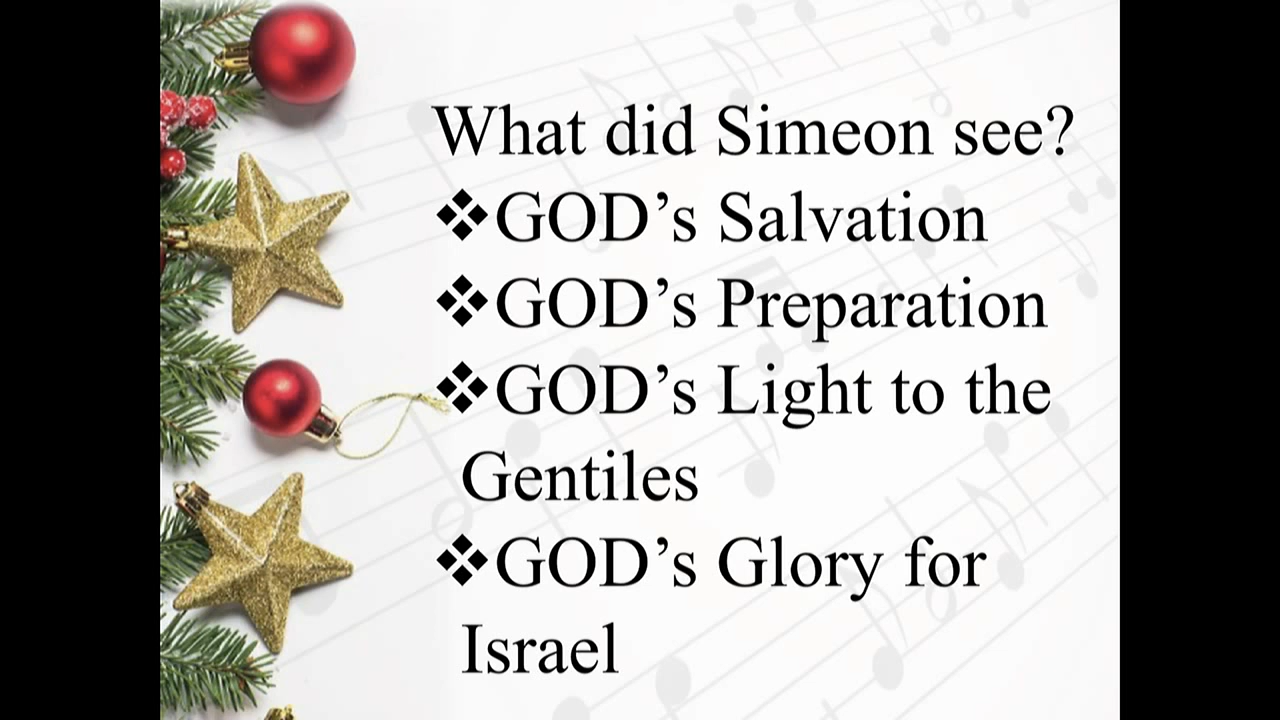 What did Simeon see?
❖GOD’s Salvation
❖GOD’s Preparation
❖GOD’s Light to the
Gentiles
❖GOD’s Glory for
Israel